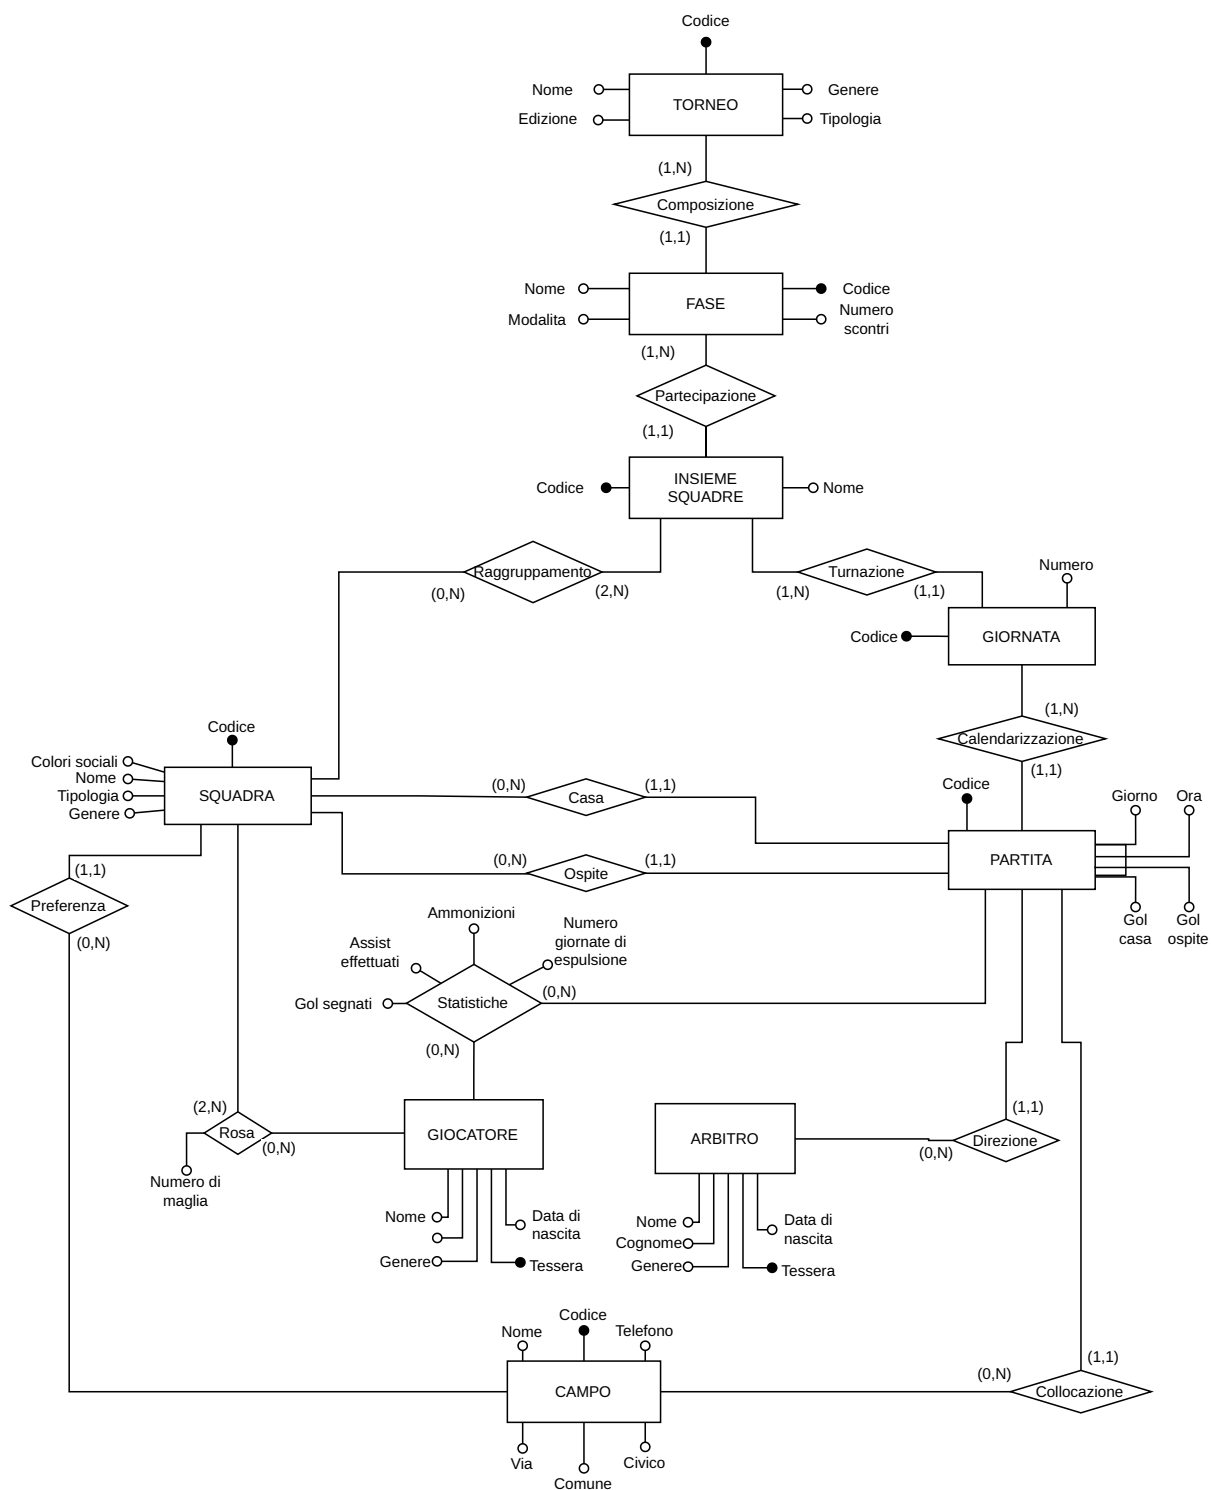 Codice
Nome
Genere
TORNEO
Edizione
Tipologia
(1,N)
Composizione
(1,1)
Nome
Codice
FASE
Modalita
Numero
scontri
(1,N)
Partecipazione
(1,1)
INSIEME
SQUADRE
Codice
Nome
Raggruppamento
(0,N)
(2,N)
Turnazione
(1,N)
(1,1)
Numero
Codice
GIORNATA
(1,N)
Calendarizzazione
(1,1)
Codice
Colori sociali
Nome
Tipologia
Genere
SQUADRA
(0,N)
Casa
(1,1)
Codice
Giorno
Ora
PARTITA
(0,N)
Ospite
(1,1)
Gol
casa
Gol
ospite
(1,1)
Preferenza
(0,N)
Ammonizioni
Assist
effettuati
Numero
giornate di
espulsione
Gol segnati
Statistiche
(0,N)
(0,N)
(2,N)
Rosa
(0,N)
Numero di
maglia
GIOCATORE
ARBITRO
(1,1)
Direzione
(0,N)
Nome
Data di
nascita
Genere
Tessera
Nome
Cognome
Genere
Data di
nascita
Tessera
Nome
Codice
Telefono
CAMPO
(0,N)
(1,1)
Collocazione
Via
Comune
Civico